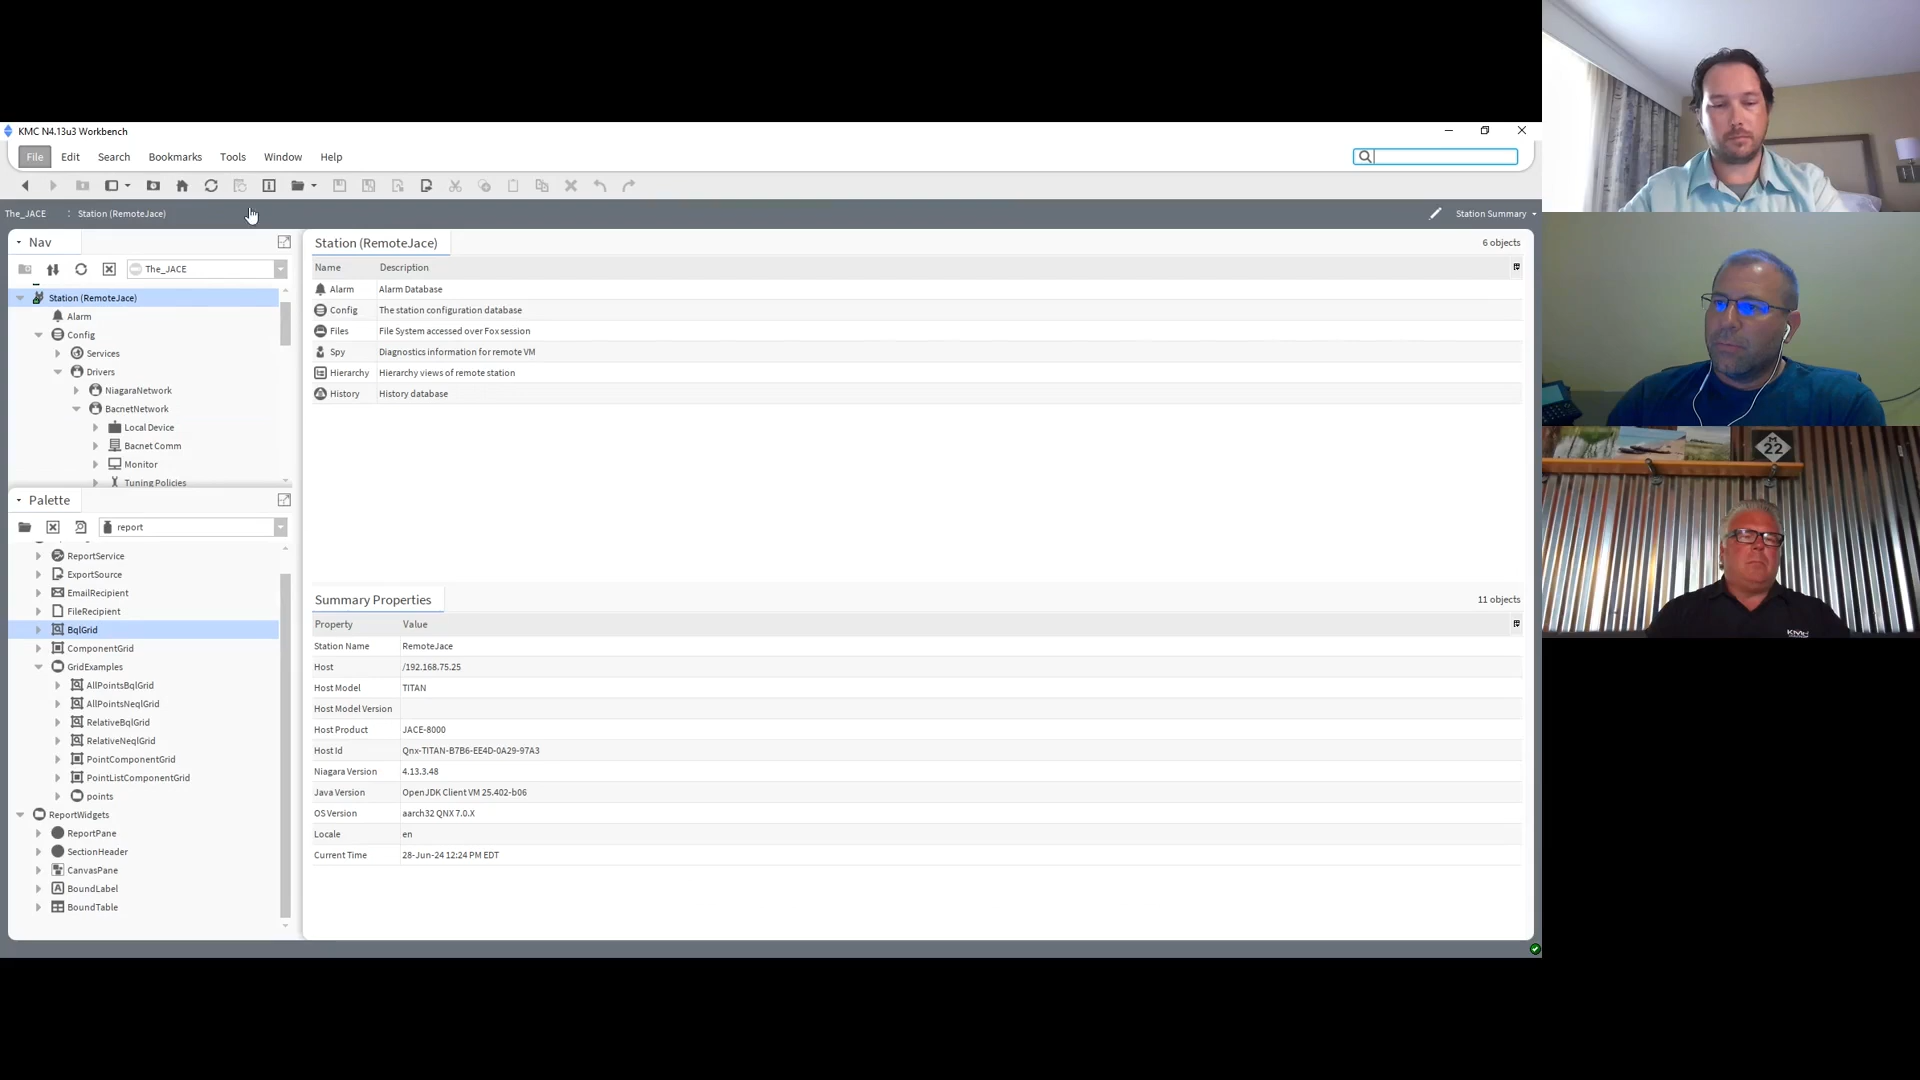 KMC N4.13u3 Workbench
File Edit Search Bookmarks Tools Window Help
The_JACE : Station (RemoteJace) Station Summary
Nav
The_JACE
Station (RemoteJace)
Alarm
Config
Services
Drivers
NiagaraNetwork
BacnetNetwork
Local Device
Bacnet Comm
Monitor
Tuning Policies
Palette
report
ReportService
ExportSource
EmailRecipient
FileRecipient
BqlGrid
ComponentGrid
GridExamples
AllPointsBqlGrid
AllPointsNeqlGrid
RelativeBqlGrid
RelativeNeqlGrid
PointComponentGrid
PointListComponentGrid
points
ReportWidgets
ReportPane
SectionHeader
CanvasPane
BoundLabel
BoundTable
Station (RemoteJace) 6 objects
Name Description
Alarm Alarm Database
Config The station configuration database
Files File System accessed over Fox session
Spy Diagnostics information for remote VM
Hierarchy Hierarchy views of remote station
History History database
Summary Properties 11 objects
Property Value
Station Name RemoteJace
Host /192.168.75.25
Host Model TITAN
Host Model Version
Host Product JACE-8000
Host Id Qnx-TITAN-B7B6-EE4D-0A29-97A3
Niagara Version 4.13.3.48
Java Version OpenJDK Client VM 25.402-b06
OS Version aarch32 QNX 7.0.X
Locale en
Current Time 28-Jun-24 12:24 PM EDT
M
22
KMC